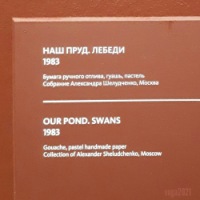 НАШ ПРУД. ЛЕБЕДИ
1983
Бумага ручного отлива, гуашь, пастель
Собрание Александра Шелудченко, Москва
OUR POND. SWANS
1983
Gouache, pastel handmade paper
Collection of Alexander Sheludchenko, Moscow